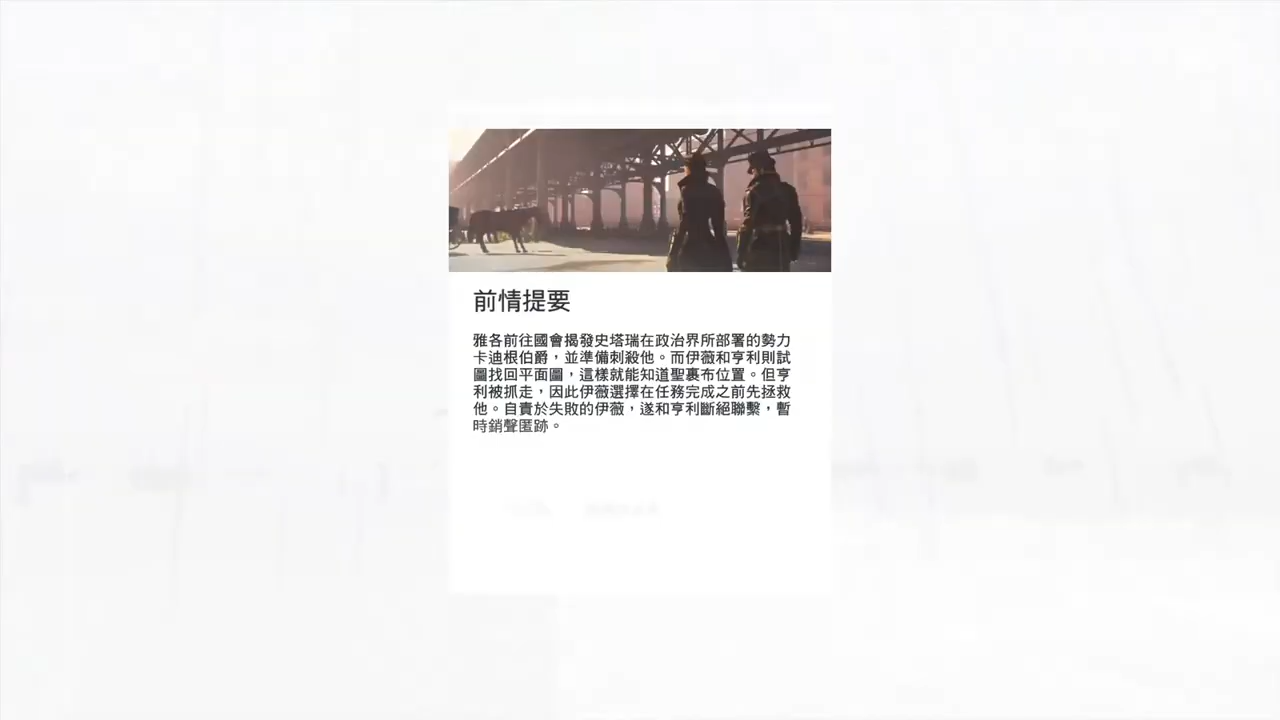 前情提要
雅各前往國會揭發史塔瑞在政治界所部署的勢力
卡迪根伯爵，並準備刺殺他。而伊薇和亨利則試
圖找回平面圖，這樣就能知道聖裹布位置。但亨
利被抓走，因此伊薇選擇在任務完成之前先拯救
他。自責於失敗的伊薇，遂和亨利斷絕聯繫，暫
時銷聲匿跡。